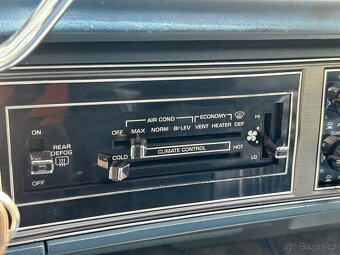 AIR COND
ECONOMY
OFF MAX NORM BI-LEV VENT HEATER DEF
HI
ON
REAR
DEFOG
OFF
COLD
CLIMATE CONTROL
HOT
LO
Bazoš.cz